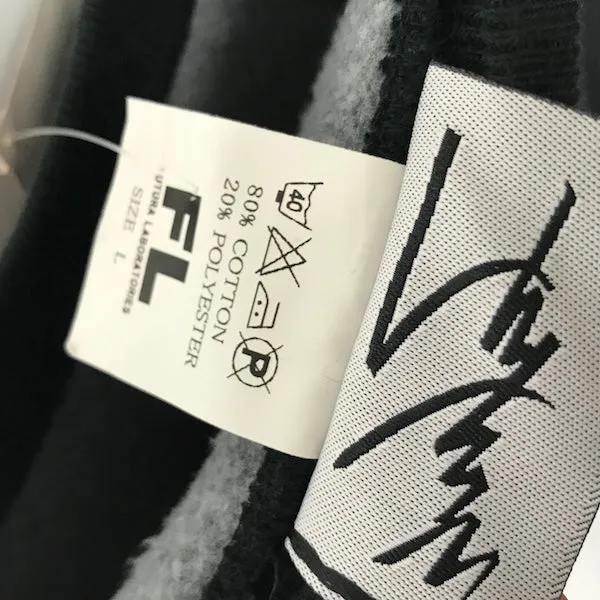 FL
FUTURA LABORATORIES
SIZE L
40
P
80% COTTON
20% POLYESTER